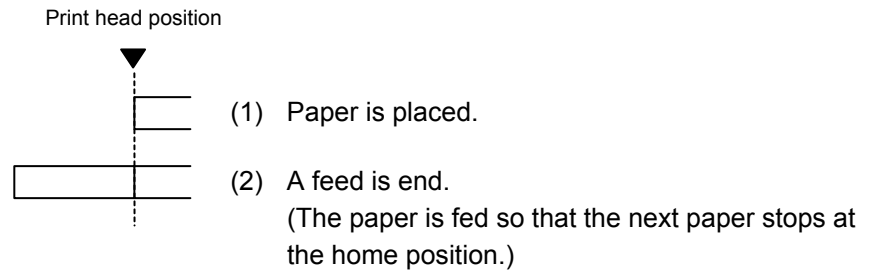 Print head position
(1) Paper is placed.
(2) A feed is end.
(The paper is fed so that the next paper stops at
the home position.)